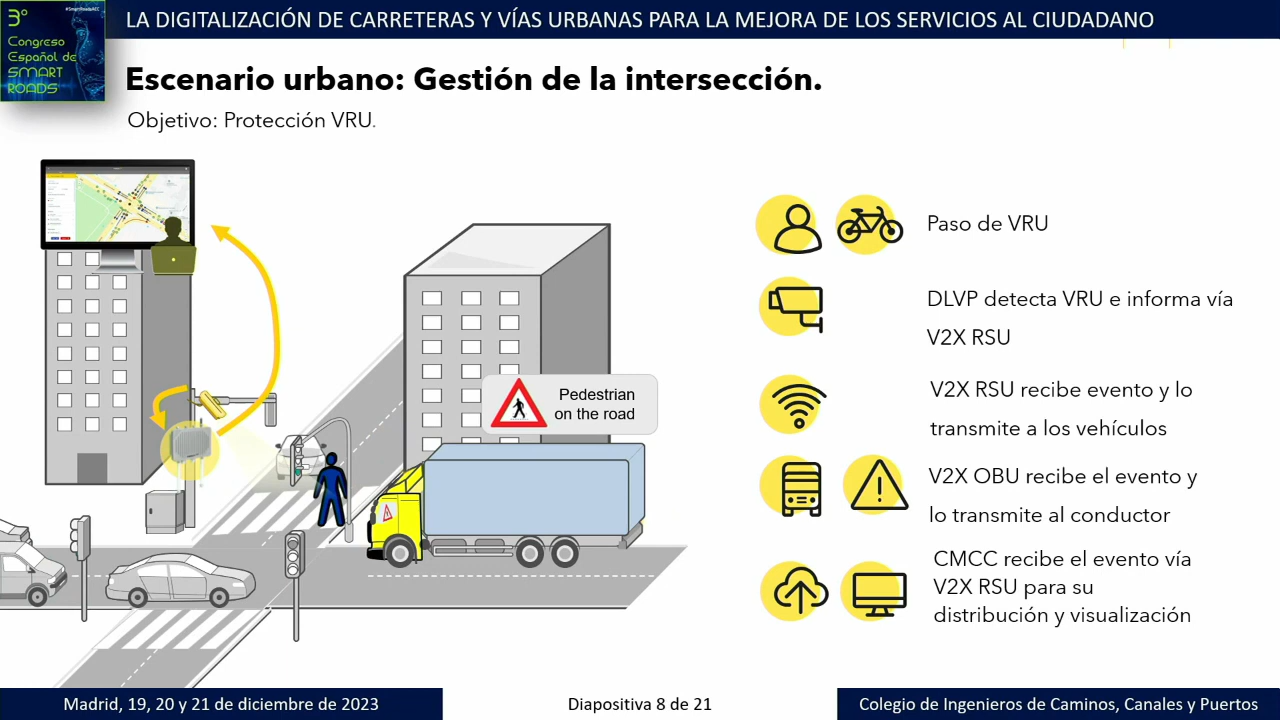 3º
#SmartRoadsAEC
Congreso
Español de
SMART
ROADS
LA DIGITALIZACIÓN DE CARRETERAS Y VÍAS URBANAS PARA LA MEJORA DE LOS SERVICIOS AL CIUDADANO
Escenario urbano: Gestión de la intersección.
Objetivo: Protección VRU.
Pedestrian
on the road
Paso de VRU
DLVP detecta VRU e informa vía
V2X RSU
V2X RSU recibe evento y lo
transmite a los vehículos
V2X OBU recibe el evento y
lo transmite al conductor
CMCC recibe el evento vía
V2X RSU para su
distribución y visualización
Madrid, 19, 20 y 21 de diciembre de 2023
Diapositiva 8 de 21
Colegio de Ingenieros de Caminos, Canales y Puertos